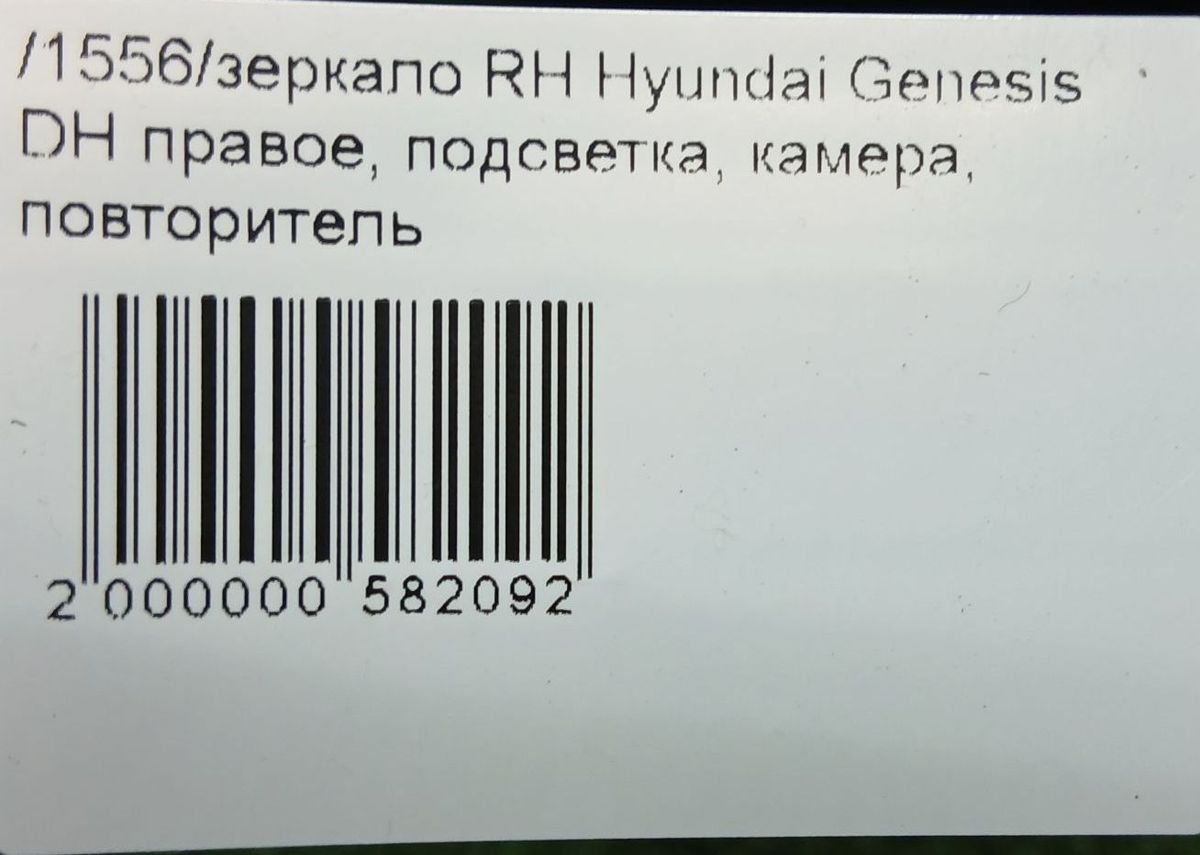 /1556/зеркало RH Hyundai Genesis
DH правое, подсветка, камера,
повторитель
2 000000 582092